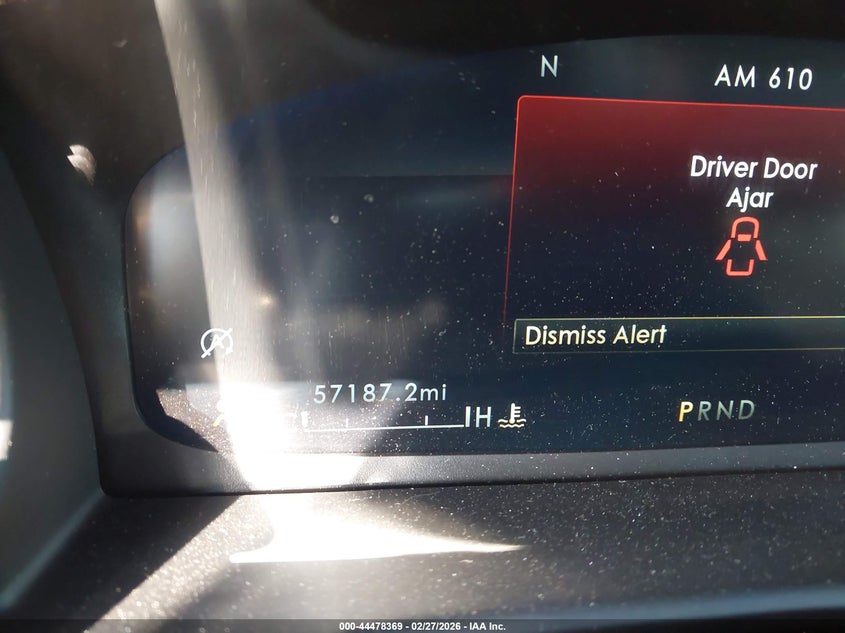 N
AM 610
Driver Door
Ajar
Dismiss Alert
57187.2mi
H
PRND
000-44478369 - 02/27/2026 - IAA Inc.